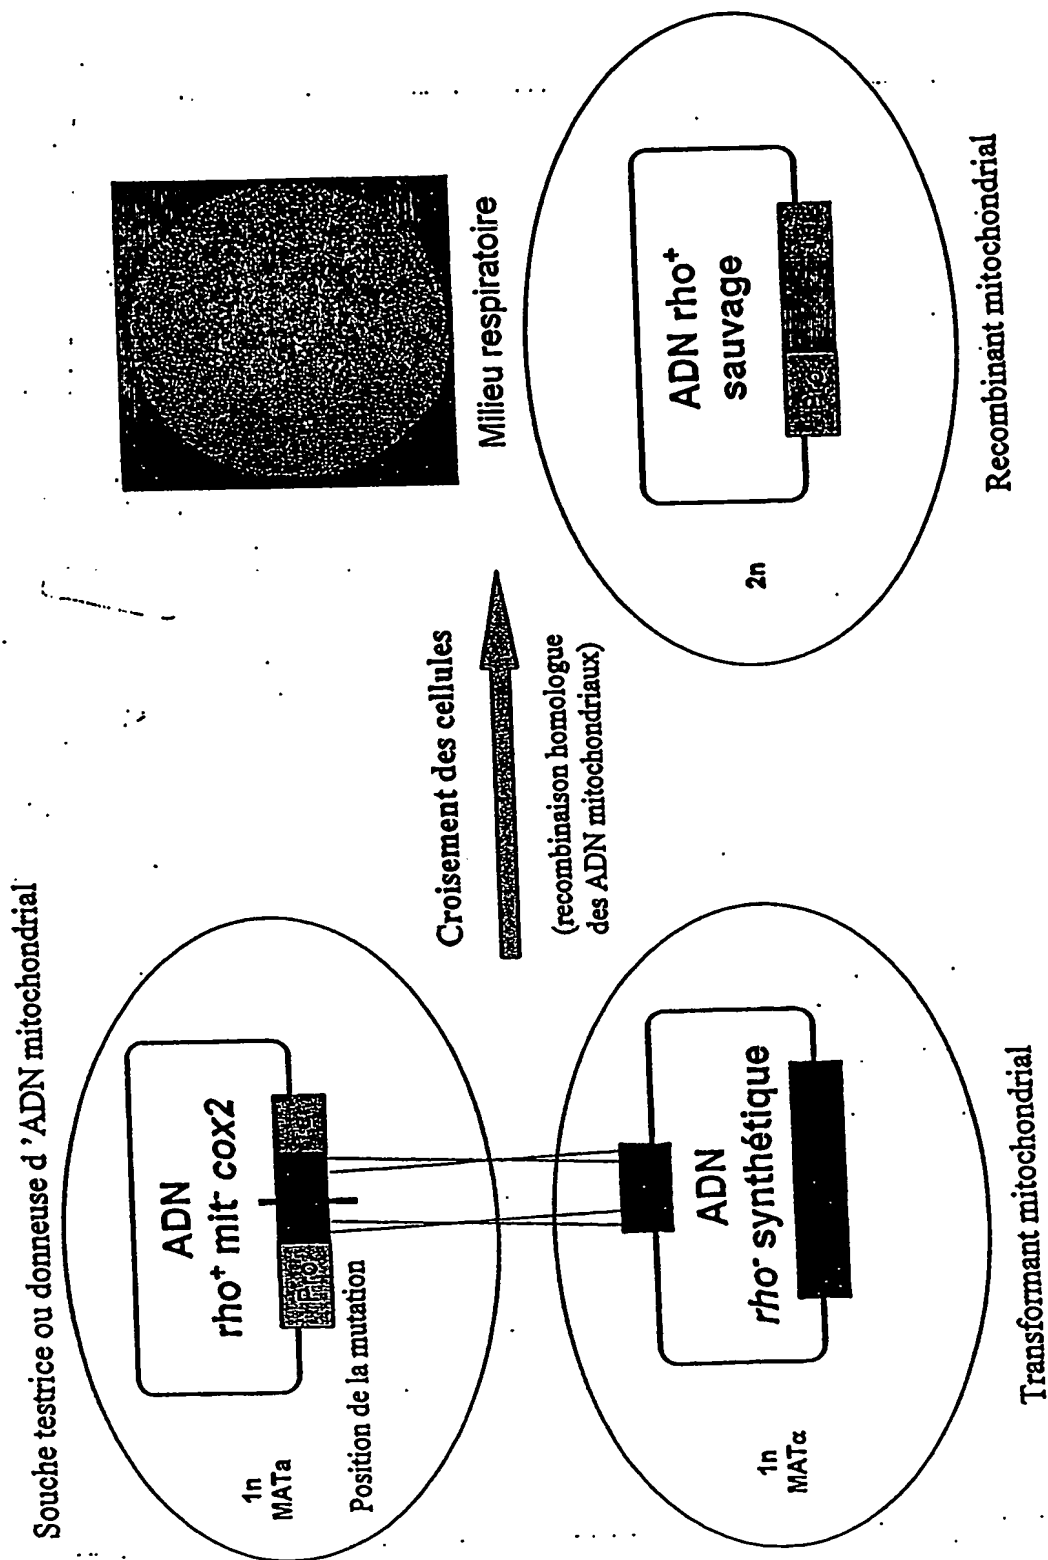 Souche testrice ou donneuse d 'ADN mitochondrial
1n
MATa
ADN
rho⁺ mit⁻ cox2
Position de la mutation
1n
MATα
ADN
rho⁻ synthétique
Transformant mitochondrial
Croisement des cellules
(recombinaison homologue
des ADN mitochondriaux)
Milieu respiratoire
2n
ADN rho⁺
sauvage
Recombinant mitochondrial